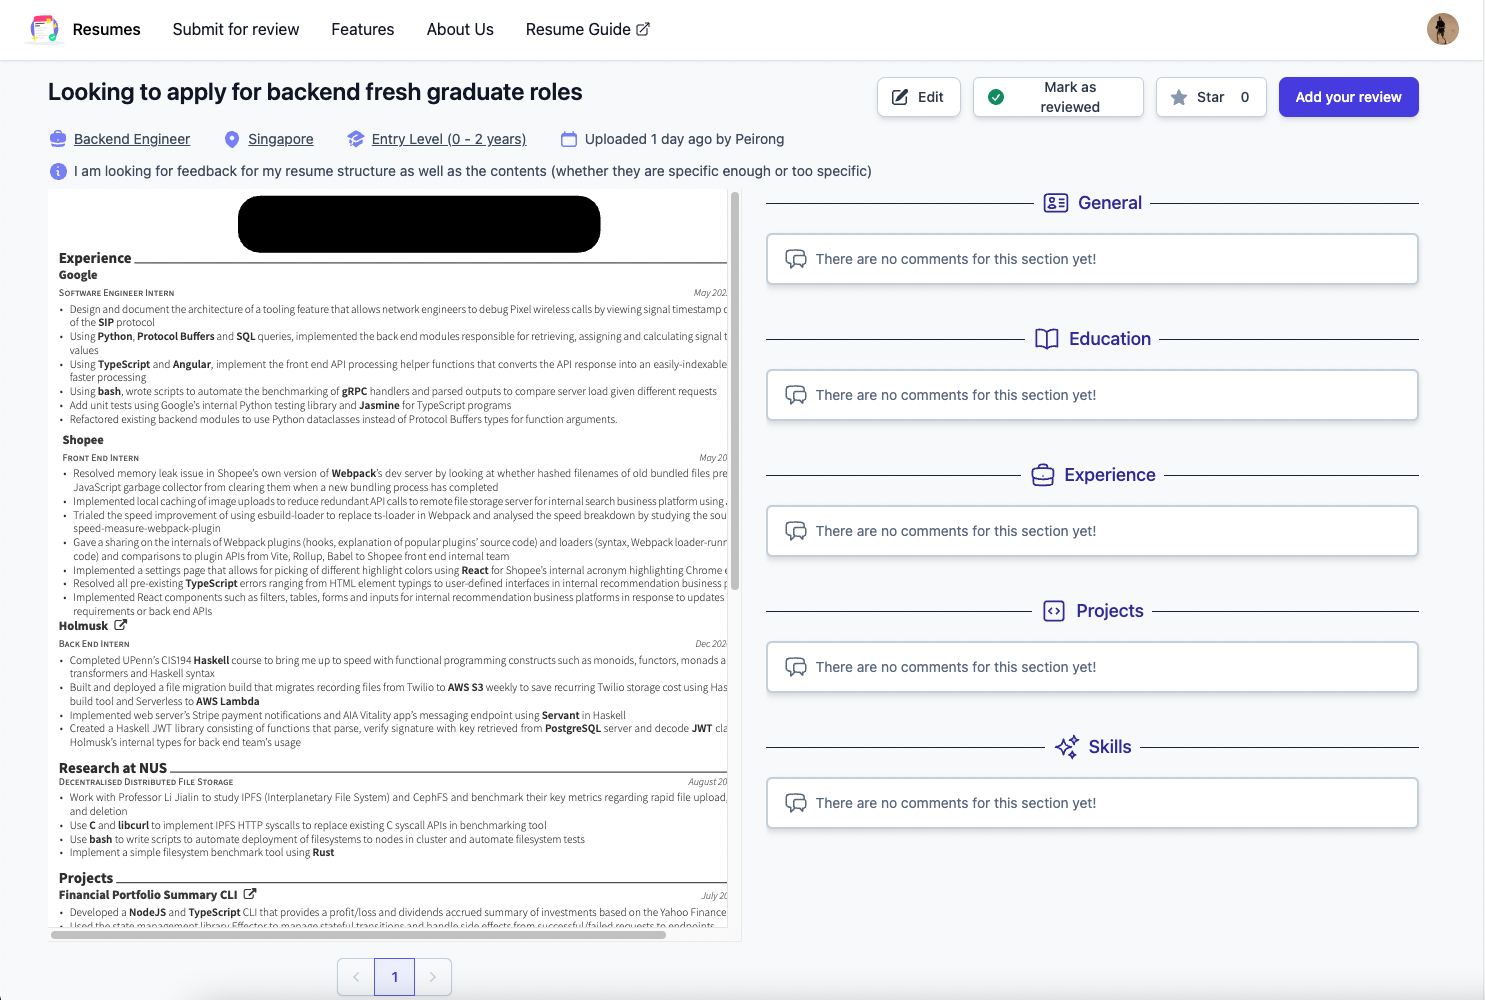 Resumes
Submit for review
Features
About Us
Resume Guide
Looking to apply for backend fresh graduate roles
Edit
Mark as
reviewed
Star 0
Add your review
Backend Engineer
Singapore
Entry Level (0 - 2 years)
Uploaded 1 day ago by Peirong
I am looking for feedback for my resume structure as well as the contents (whether they are specific enough or too specific)
Experience
Google
Software Engineer Intern
May 202
• Design and document the architecture of a tooling feature that allows network engineers to debug Pixel wireless calls by viewing signal timestamp
of the SIP protocol
• Using Python, Protocol Buffers and SQL queries, implemented the back end modules responsible for retrieving, assigning and calculating signal
values
• Using TypeScript and Angular, implement the front end API processing helper functions that converts the API response into an easily-indexable
faster processing
• Using bash, wrote scripts to automate the benchmarking of gRPC handlers and parsed outputs to compare server load given different requests
• Add unit tests using Google's internal Python testing library and Jasmine for TypeScript programs
• Refactored existing backend modules to use Python dataclasses instead of Protocol Buffers types for function arguments.
Shopee
Front End Intern
May 20
• Resolved memory leak issue in Shopee's own version of Webpack's dev server by looking at whether hashed filenames of old bundled files pre
JavaScript garbage collector from clearing them when a new bundling process has completed
• Implemented local caching of image uploads to reduce redundant API calls to remote file storage server for internal search business platform using
• Trialed the speed improvement of using esbuild-loader to replace ts-loader in Webpack and analysed the speed breakdown by studying the sou
speed-measure-webpack-plugin
• Gave a sharing on the internals of Webpack plugins (hooks, explanation of popular plugins' source code) and loaders (syntax, Webpack loader-runn
code) and comparisons to plugin APIs from Vite, Rollup, Babel to Shopee front end internal team
• Implemented a settings page that allows for picking of different highlight colors using React for Shopee's internal acronym highlighting Chrome e
• Resolved all pre-existing TypeScript errors ranging from HTML element typings to user-defined interfaces in internal recommendation business p
• Implemented React components such as filters, tables, forms and inputs for internal recommendation business platforms in response to updates
requirements or back end APIs
Holmusk
Back End Intern
Dec 202
• Completed UPenn's CIS194 Haskell course to bring me up to speed with functional programming constructs such as monoids, functors, monads a
transformers and Haskell syntax
• Built and deployed a file migration build that migrates recording files from Twilio to AWS S3 weekly to save recurring Twilio storage cost using Has
build tool and Serverless to AWS Lambda
• Implemented web server's Stripe payment notifications and AIA Vitality app's messaging endpoint using Servant in Haskell
• Created a Haskell JWT library consisting of functions that parse, verify signature with key retrieved from PostgreSQL server and decode JWT cla
Holmusk's internal types for back end team's usage
Research at NUS
Decentralised Distributed File Storage
August 20
• Work with Professor Li Jialin to study IPFS (Interplanetary File System) and CephFS and benchmark their key metrics regarding rapid file upload,
and deletion
• Use C and libcurl to implement IPFS HTTP syscalls to replace existing C syscall APIs in benchmarking tool
• Use bash to write scripts to automate deployment of filesystems to nodes in cluster and automate filesystem tests
• Implement a simple filesystem benchmark tool using Rust
Projects
Financial Portfolio Summary CLI
July 20
• Developed a NodeJS and TypeScript CLI that provides a profit/loss and dividends accrued summary of investments based on the Yahoo Finance
• Used the state management library Effector to manage stateful transitions and handle side effects from successful/failed requests to endpoints
1
General
There are no comments for this section yet!
Education
There are no comments for this section yet!
Experience
There are no comments for this section yet!
Projects
There are no comments for this section yet!
Skills
There are no comments for this section yet!